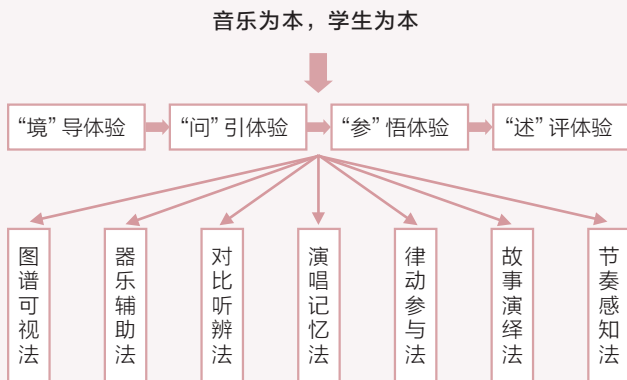 音乐为本，学生为本
“境”导体验
“问”引体验
“参”悟体验
“述”评体验
图谱可视法
器乐辅助法
对比听辨法
演唱记忆法
律动参与法
故事演绎法
节奏感知法